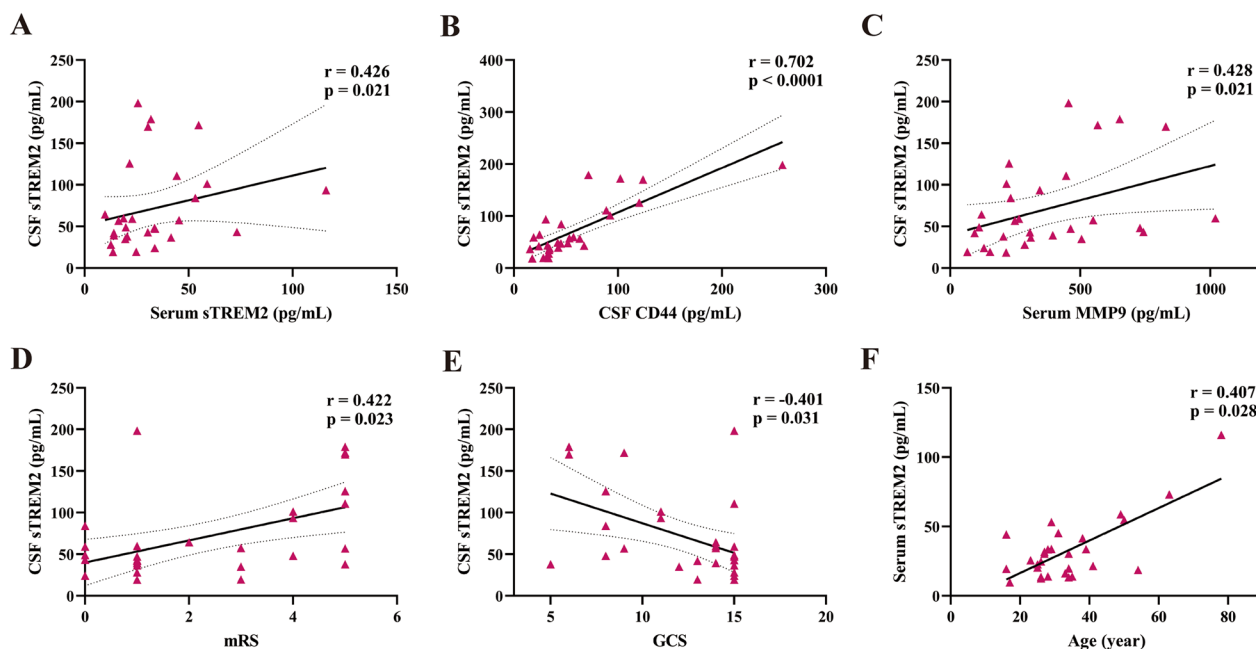 A
CSF sTREM2 (pg/mL)
250
200
150
100
50
0
r = 0.426
p = 0.021
0
50
100
150
Serum sTREM2 (pg/mL)
B
CSF sTREM2 (pg/mL)
400
300
200
100
0
r = 0.702
p < 0.0001
0
100
200
300
CSF CD44 (pg/mL)
C
CSF sTREM2 (pg/mL)
250
200
150
100
50
0
r = 0.428
p = 0.021
0
500
1000
Serum MMP9 (pg/mL)
D
CSF sTREM2 (pg/mL)
250
200
150
100
50
0
r = 0.422
p = 0.023
0
2
4
6
mRS
E
CSF sTREM2 (pg/mL)
250
200
150
100
50
0
r = -0.401
p = 0.031
5
10
15
20
GCS
F
Serum sTREM2 (pg/mL)
150
100
50
0
r = 0.407
p = 0.028
0
20
40
60
80
Age (year)